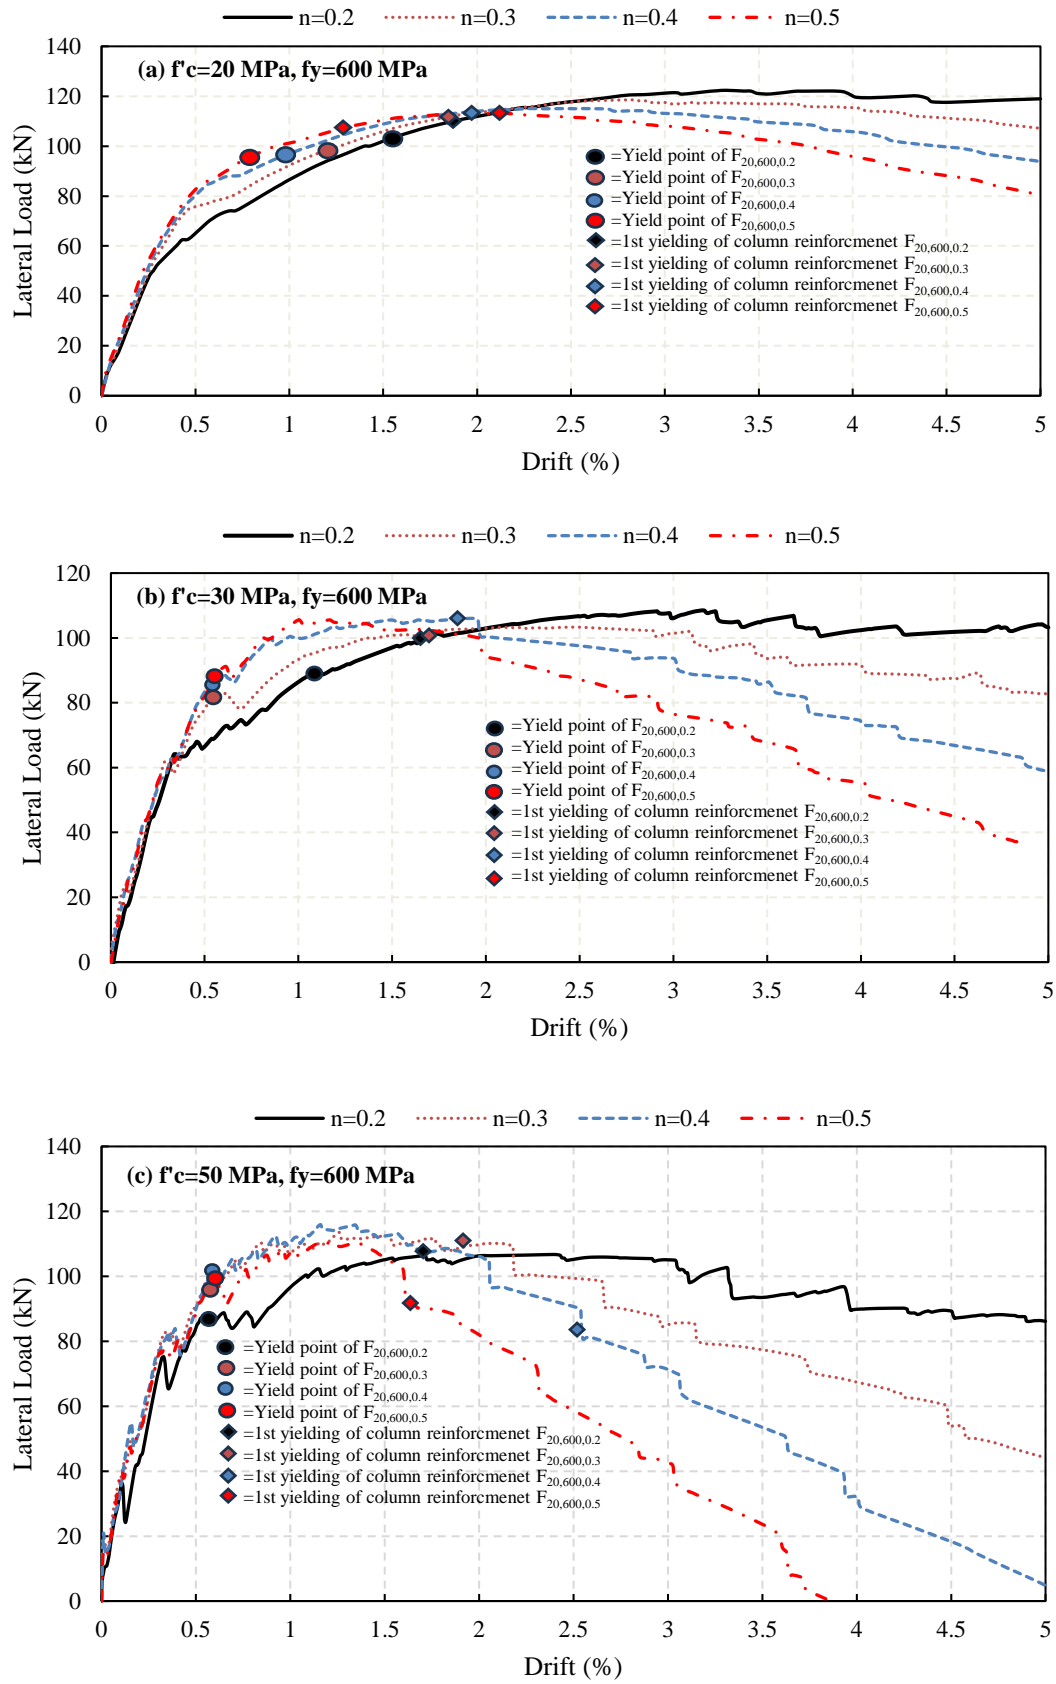 n=0.2 n=0.3 n=0.4 n=0.5
140
120
100
80
60
40
20
0
Lateral Load (kN)
(a) f'c=20 MPa, fy=600 MPa
=Yield point of F20,600,0.2
=Yield point of F20,600,0.3
=Yield point of F20,600,0.4
=Yield point of F20,600,0.5
=1st yielding of column reinforcmenet F20,600,0.2
=1st yielding of column reinforcmenet F20,600,0.3
=1st yielding of column reinforcmenet F20,600,0.4
=1st yielding of column reinforcmenet F20,600,0.5
0 0.5 1 1.5 2 2.5 3 3.5 4 4.5 5
Drift (%)
n=0.2 n=0.3 n=0.4 n=0.5
120
100
80
60
40
20
0
Lateral Load (kN)
(b) f'c=30 MPa, fy=600 MPa
=Yield point of F20,600,0.2
=Yield point of F20,600,0.3
=Yield point of F20,600,0.4
=Yield point of F20,600,0.5
=1st yielding of column reinforcmenet F20,600,0.2
=1st yielding of column reinforcmenet F20,600,0.3
=1st yielding of column reinforcmenet F20,600,0.4
=1st yielding of column reinforcmenet F20,600,0.5
0 0.5 1 1.5 2 2.5 3 3.5 4 4.5 5
Drift (%)
n=0.2 n=0.3 n=0.4 n=0.5
140
120
100
80
60
40
20
0
Lateral Load (kN)
(c) f'c=50 MPa, fy=600 MPa
=Yield point of F20,600,0.2
=Yield point of F20,600,0.3
=Yield point of F20,600,0.4
=Yield point of F20,600,0.5
=1st yielding of column reinforcmenet F20,600,0.2
=1st yielding of column reinforcmenet F20,600,0.3
=1st yielding of column reinforcmenet F20,600,0.4
=1st yielding of column reinforcmenet F20,600,0.5
0 0.5 1 1.5 2 2.5 3 3.5 4 4.5 5
Drift (%)